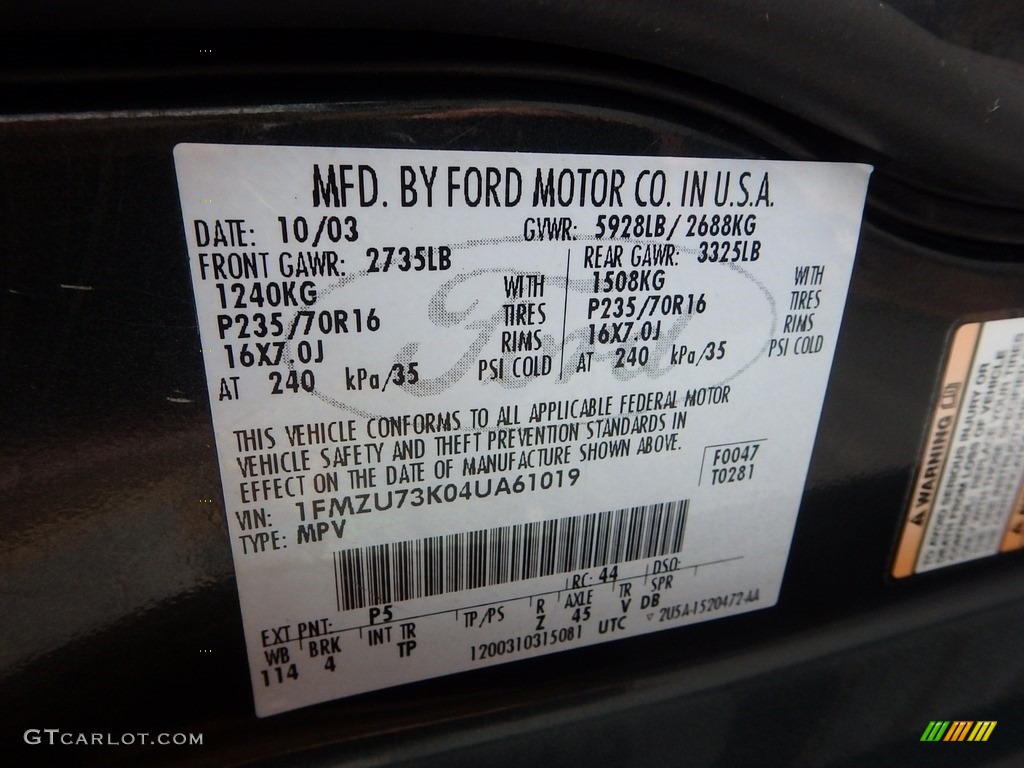 MFD. BY FORD MOTOR CO. IN U.S.A.
DATE: 10/03 GVWR: 5928LB/ 2688KG
FRONT GAWR: 2735LB REAR GAWR: 3325LB
1240KG WITH 1508KG WITH
P235/70R16 TIRES P235/70R16 TIRES
16X7.0J RIMS 16X7.0J RIMS
AT 240 kPa/35 PSI COLD AT 240 kPa/35 PSI COLD
Ford
THIS VEHICLE CONFORMS TO ALL APPLICABLE FEDERAL MOTOR
VEHICLE SAFETY AND THEFT PREVENTION STANDARDS IN
EFFECT ON THE DATE OF MANUFACTURE SHOWN ABOVE.
VIN: 1FMZU73K04UA61019
TYPE: MPV
F0047
T0281
EXT PNT: P5 RC: 44 DSO:
WB BRK INT TR TP/PS R AXLE TR SPR
114 4 TP Z 45 V DB
1200310315081 UTC ▽ 2U5A-1520472-AA
WARNING
GTCARLOT.COM